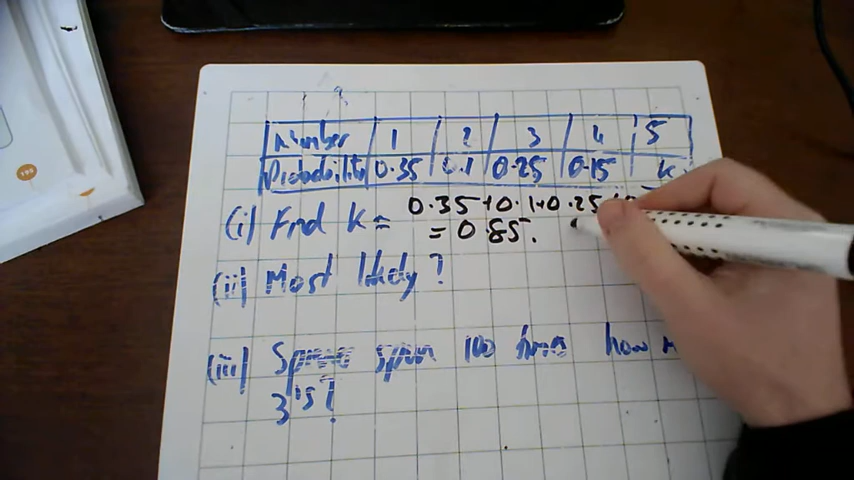 Number 1 2 3 4 5
Probability 0.35 0.1 0.25 0.15 k
(i) Find k = 0.35+0.1+0.25+0
= 0.85.
(ii) Most likely?
(iii) spun 100 times how
3's?